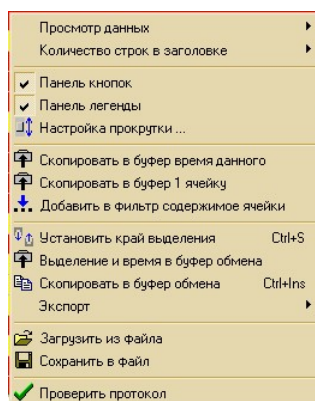 Просмотр данных
Количество строк в заголовке
Панель кнопок
Панель легенды
Настройка прокрутки ...
Скопировать в буфер время данного
Скопировать в буфер 1 ячейку
Добавить в фильтр содержимое ячейки
Установить край выделения Ctrl+S
Выделение и время в буфер обмена
Скопировать в буфер обмена Ctrl+Ins
Экспорт
Загрузить из файла
Сохранить в файл
Проверить протокол